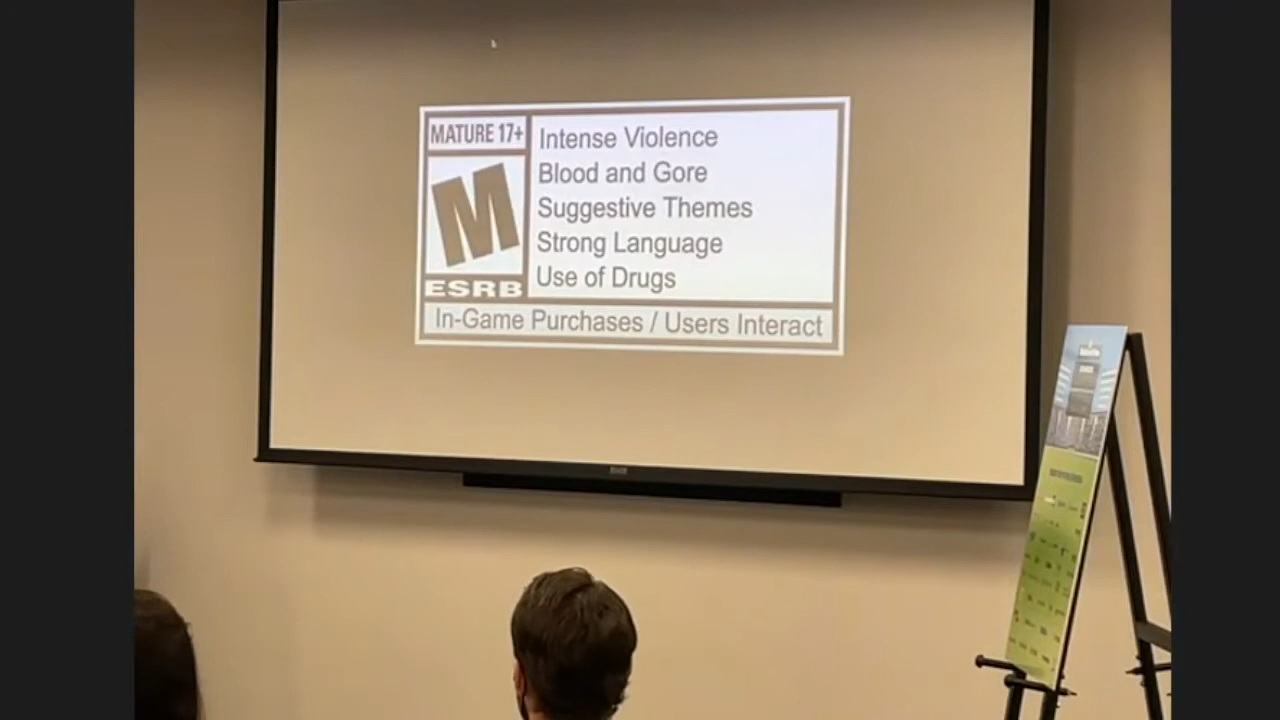 MATURE 17+
M
ESRB
Intense Violence
Blood and Gore
Suggestive Themes
Strong Language
Use of Drugs
In-Game Purchases / Users Interact